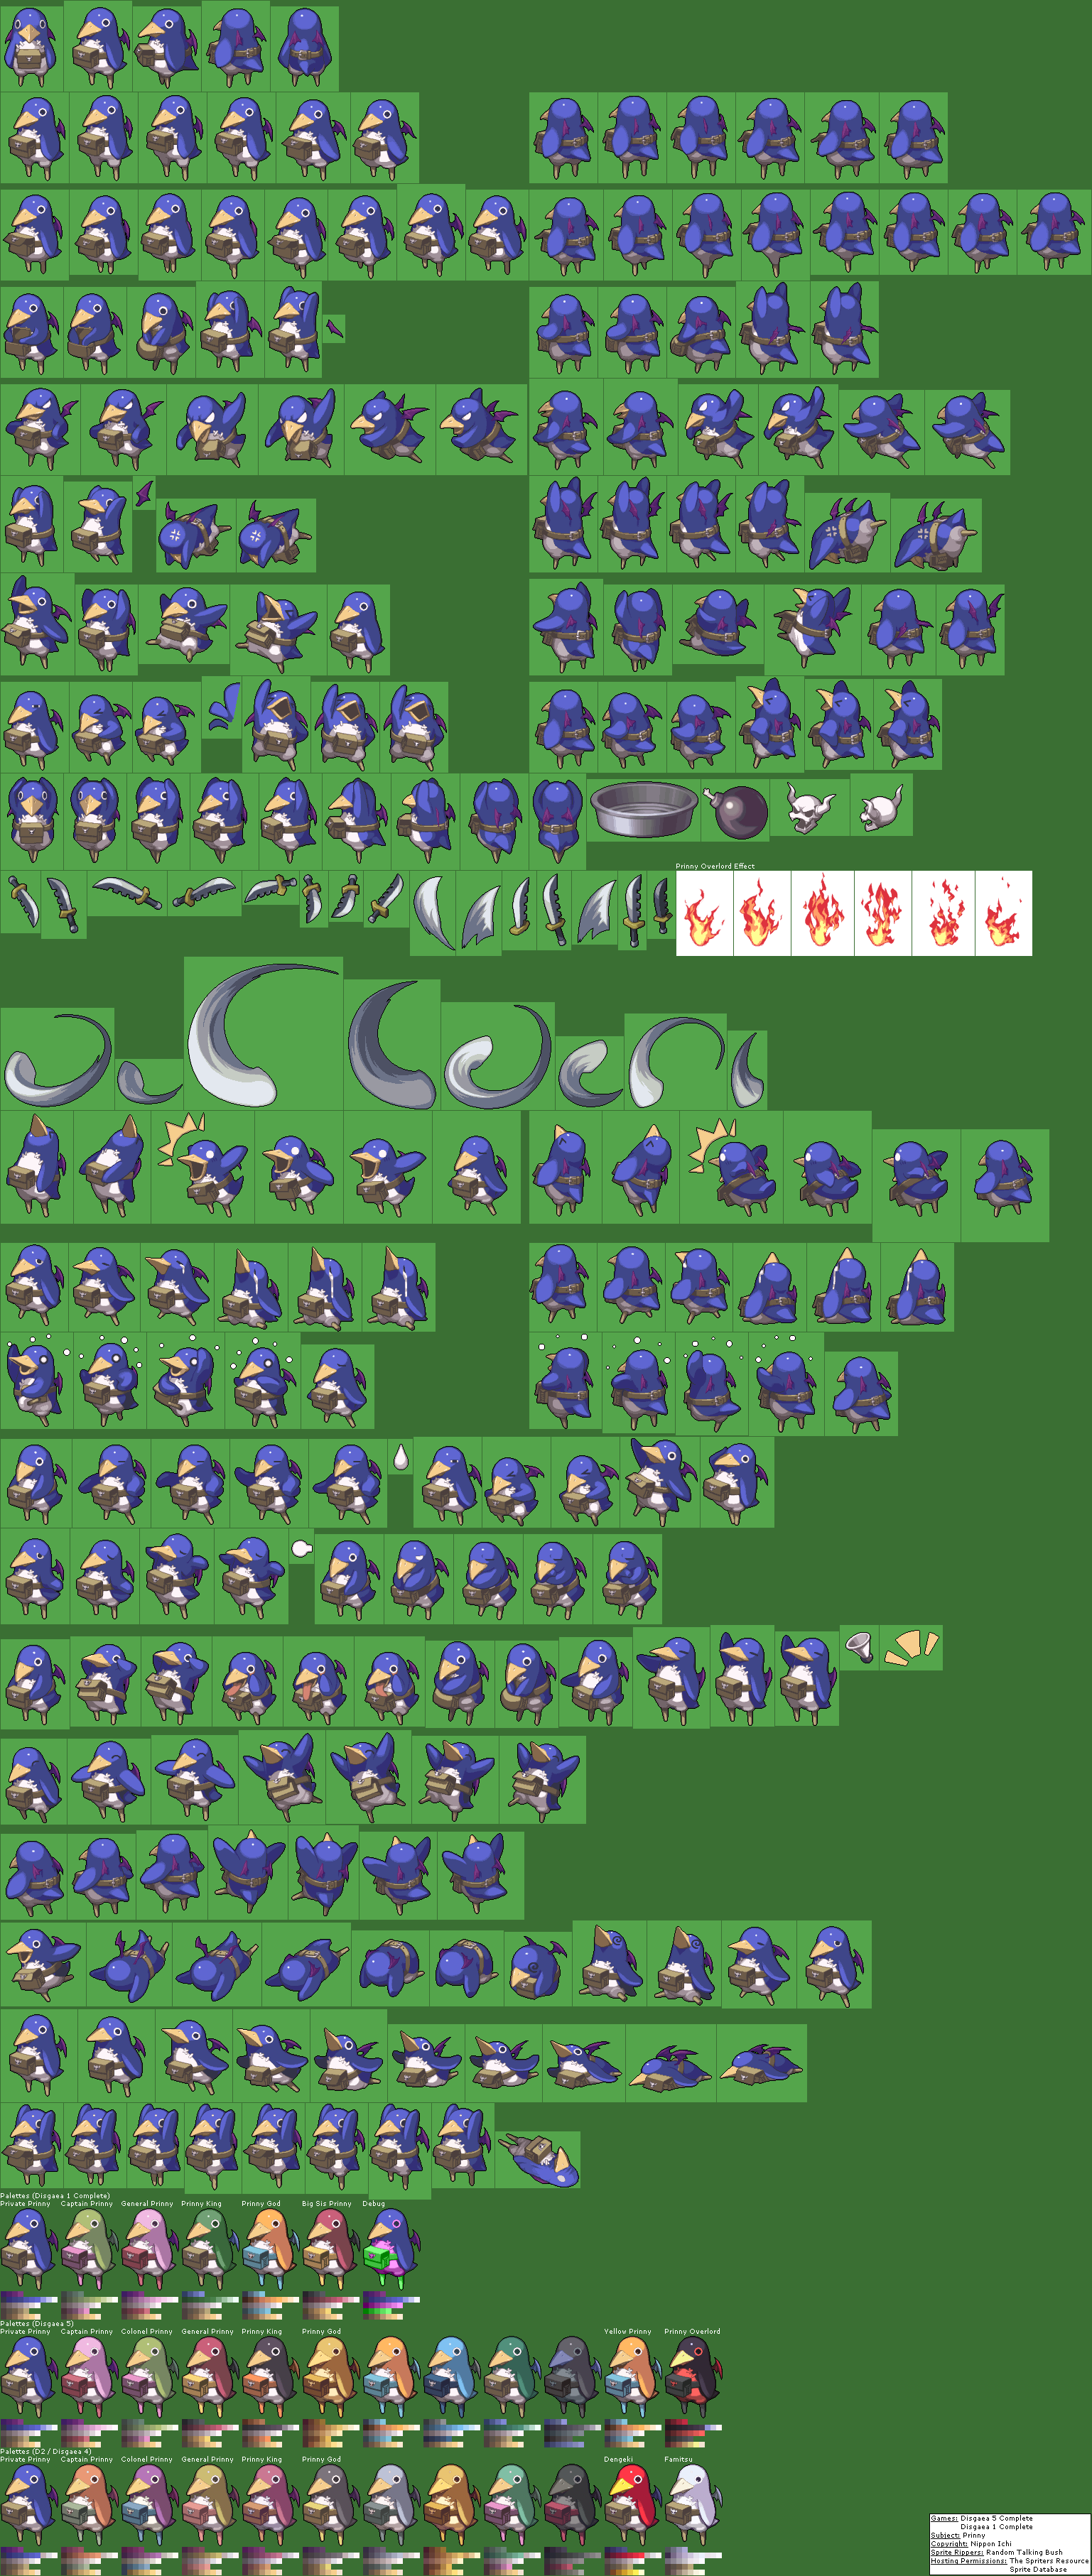 Prinny Overlord Effect
Palettes (Disgaea 1 Complete)
Private Prinny Captain Prinny General Prinny Prinny King Prinny God Big Sis Prinny Debug
Palettes (Disgaea 5)
Private Prinny Captain Prinny Colonel Prinny General Prinny Prinny King Prinny God Yellow Prinny Prinny Overlord
Palettes (D2 / Disgaea 4)
Private Prinny Captain Prinny Colonel Prinny General Prinny Prinny King Prinny God Dengeki Famitsu
Games: Disgaea 5 Complete
Disgaea 1 Complete
Subject: Prinny
Copyright: Nippon Ichi
Sprite Rippers: Random Talking Bush
Hosting Permissions: The Spriters Resource
Sprite Database